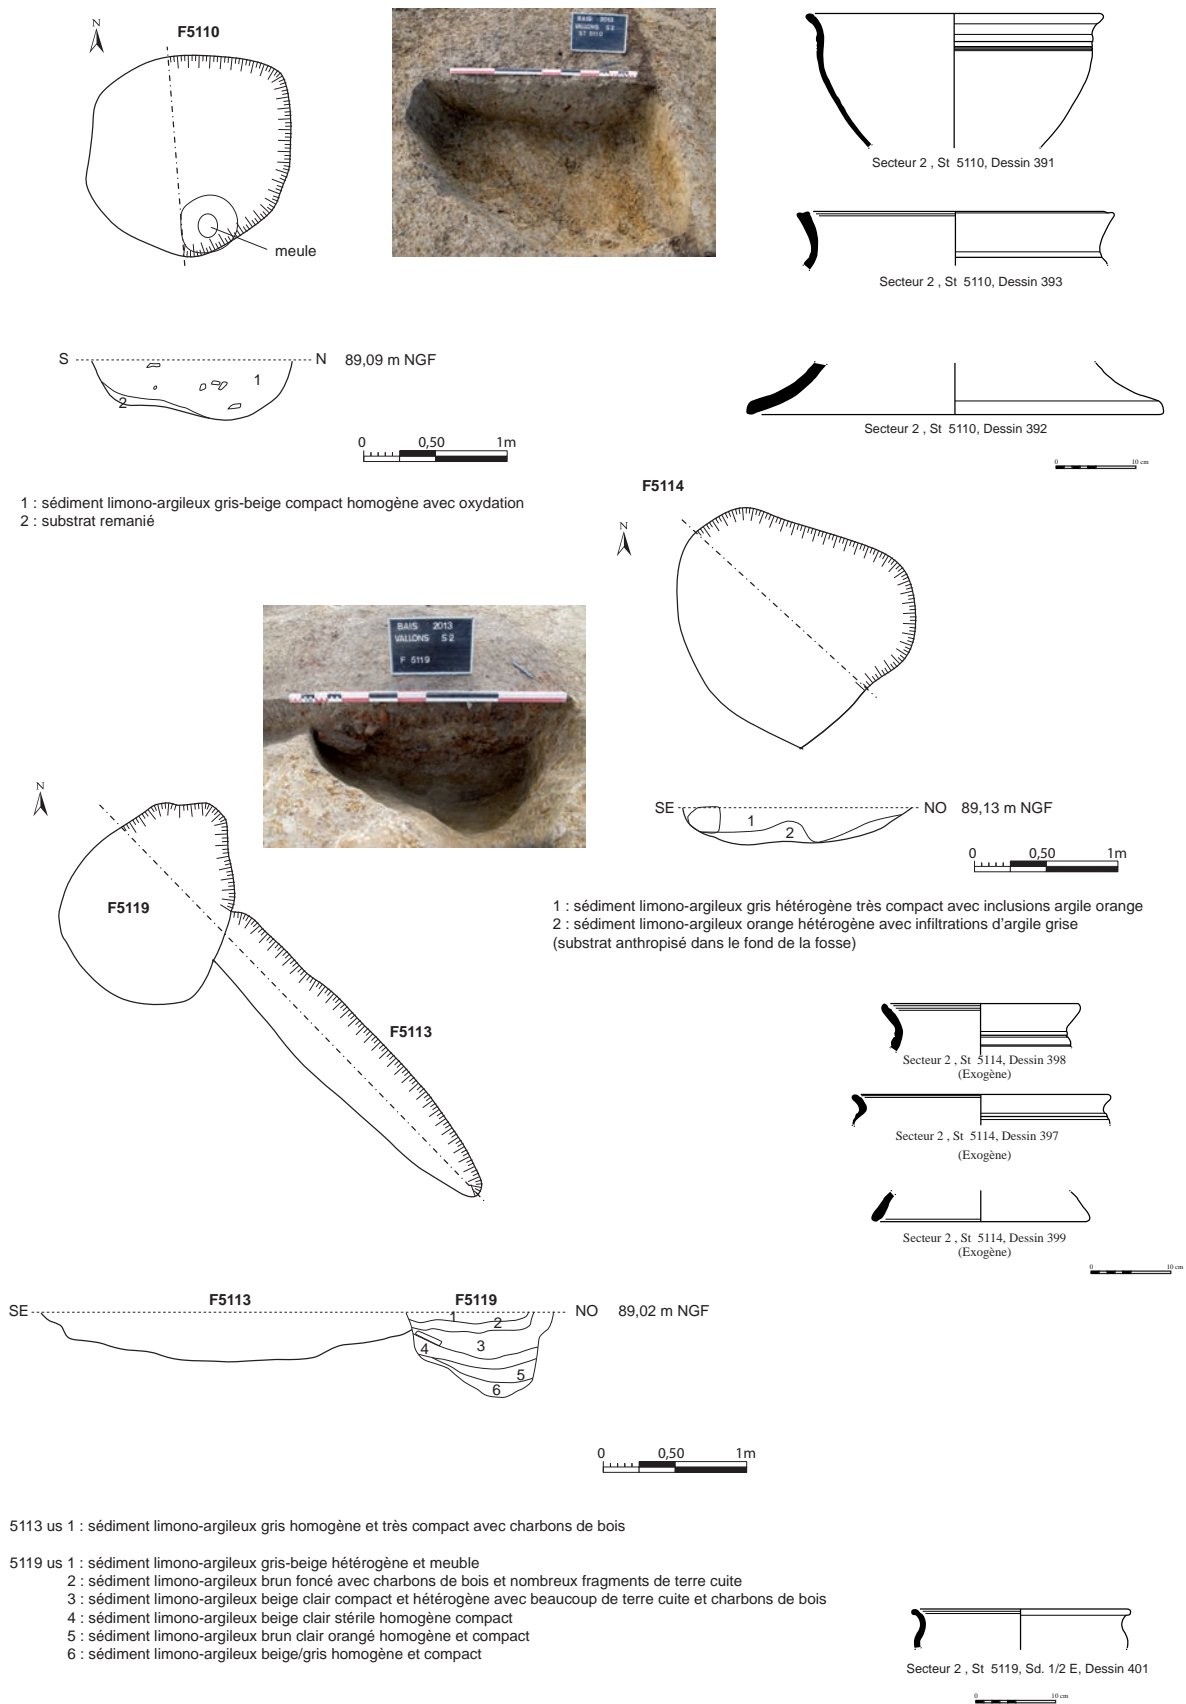 N
F5110
BAIS 2013
VALLONS S2
ST 5110
Secteur 2 , St 5110, Dessin 391
meule
Secteur 2 , St 5110, Dessin 393
S
N 89,09 m NGF
1
2
0 0,50 1m
Secteur 2 , St 5110, Dessin 392
0 10 cm
1 : sédiment limono-argileux gris-beige compact homogène avec oxydation
2 : substrat remanié
F5114
N
BAIS 2013
VALLONS S2
F 5119
SE
NO 89,13 m NGF
1
2
0 0,50 1m
N
F5119
F5113
1 : sédiment limono-argileux gris hétérogène très compact avec inclusions argile orange
2 : sédiment limono-argileux orange hétérogène avec infiltrations d'argile grise
(substrat anthropisé dans le fond de la fosse)
Secteur 2 , St 5114, Dessin 398
(Exogène)
Secteur 2 , St 5114, Dessin 397
(Exogène)
Secteur 2 , St 5114, Dessin 399
(Exogène)
0 10 cm
F5113
F5119
SE
NO 89,02 m NGF
1
2
3
4
5
6
0 0,50 1m
5113 us 1 : sédiment limono-argileux gris homogène et très compact avec charbons de bois
5119 us 1 : sédiment limono-argileux gris-beige hétérogène et meuble
2 : sédiment limono-argileux brun foncé avec charbons de bois et nombreux fragments de terre cuite
3 : sédiment limono-argileux beige clair compact et hétérogène avec beaucoup de terre cuite et charbons de bois
4 : sédiment limono-argileux beige clair stérile homogène compact
5 : sédiment limono-argileux brun clair orangé homogène et compact
6 : sédiment limono-argileux beige/gris homogène et compact
Secteur 2 , St 5119, Sd. 1/2 E, Dessin 401
0 10 cm